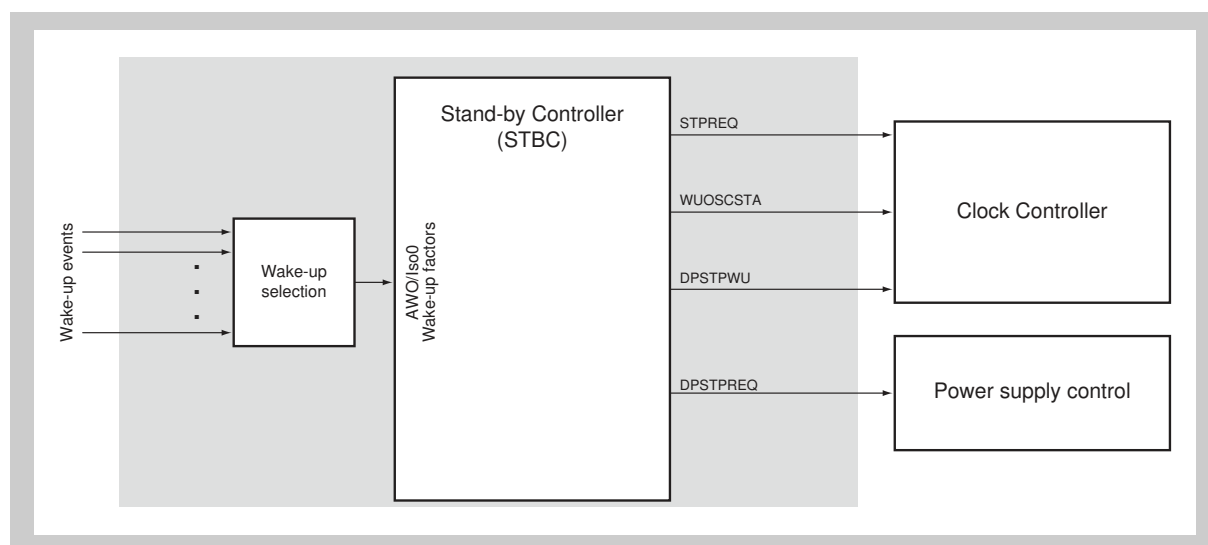 Stand-by Controller
(STBC)
STPREQ
WUOSCSTA
DPSTPWU
DPSTPREQ
Clock Controller
Power supply control
Wake-up events
Wake-up
selection
AWO/Iso0
Wake-up factors